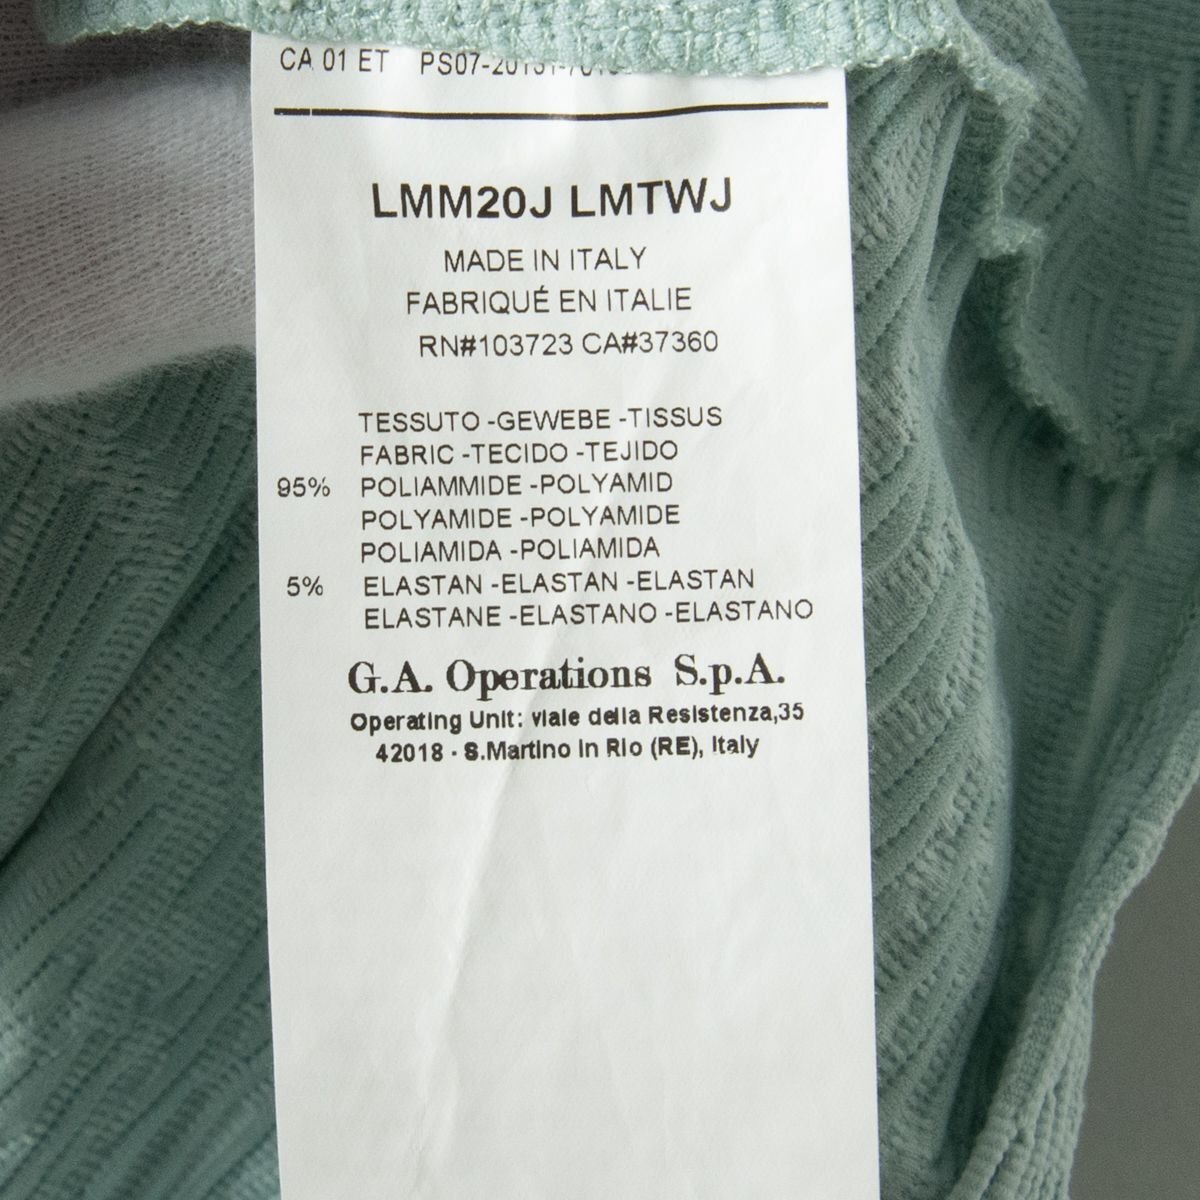 CA 01 ET
LMM20J LMTWJ
MADE IN ITALY
FABRIQUÉ EN ITALIE
RN#103723 CA#37360
TESSUTO -GEWEBE -TISSUS
FABRIC -TECIDO -TEJIDO
95% POLIAMMIDE -POLYAMID
POLYAMIDE -POLYAMIDE
POLIAMIDA -POLIAMIDA
5% ELASTAN -ELASTAN -ELASTAN
ELASTANE -ELASTANO -ELASTANO
G.A. Operations S.p.A.
Operating Unit: viale della Resistenza,35
42018 - S.Martino in Rio (RE), Italy